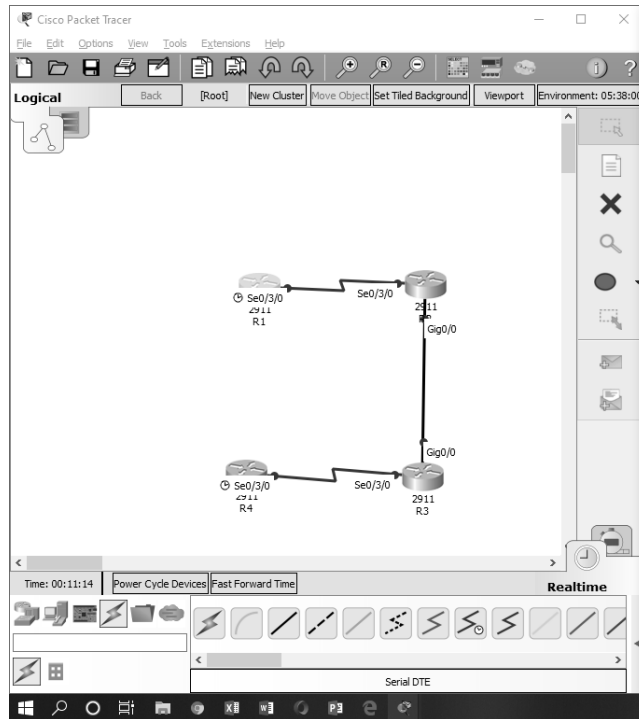 Cisco Packet Tracer
File Edit Options View Tools Extensions Help
Logical Back [Root] New Cluster Move Object Set Tiled Background Viewport Environment: 05:38:00
Se0/3/0
2911
R1
Se0/3/0
2911
Gig0/0
Gig0/0
Se0/3/0
2911
R4
Se0/3/0
2911
R3
Time: 00:11:14 Power Cycle Devices Fast Forward Time Realtime
Serial DTE